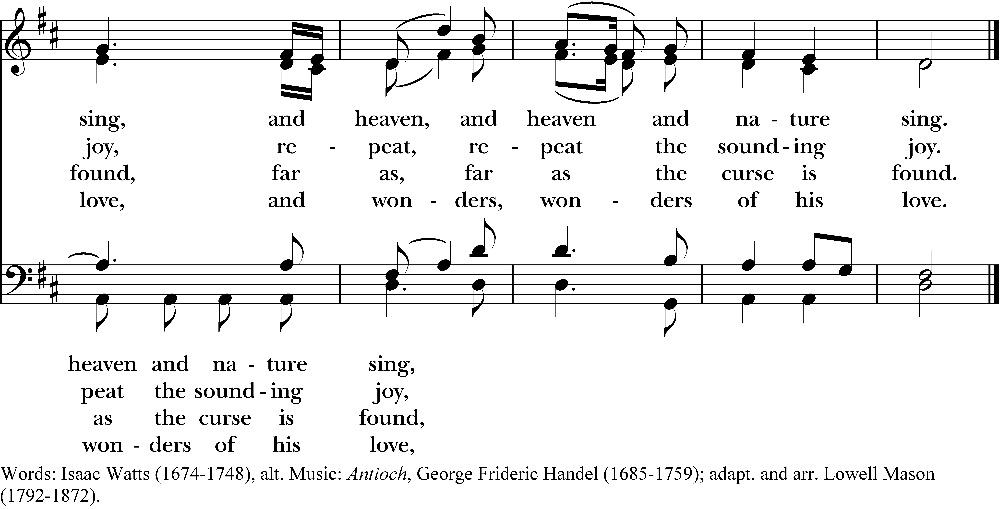 sing, and heaven, and heaven and na - ture sing.
joy, re - peat, re - peat the sound - ing joy.
found, far as, far as the curse is found.
love, and won - ders, won - ders of his love.
heaven and na - ture sing,
peat the sound - ing joy,
as the curse is found,
won - ders of his love,
Words: Isaac Watts (1674-1748), alt. Music: Antioch, George Frideric Handel (1685-1759); adapt. and arr. Lowell Mason
(1792-1872).